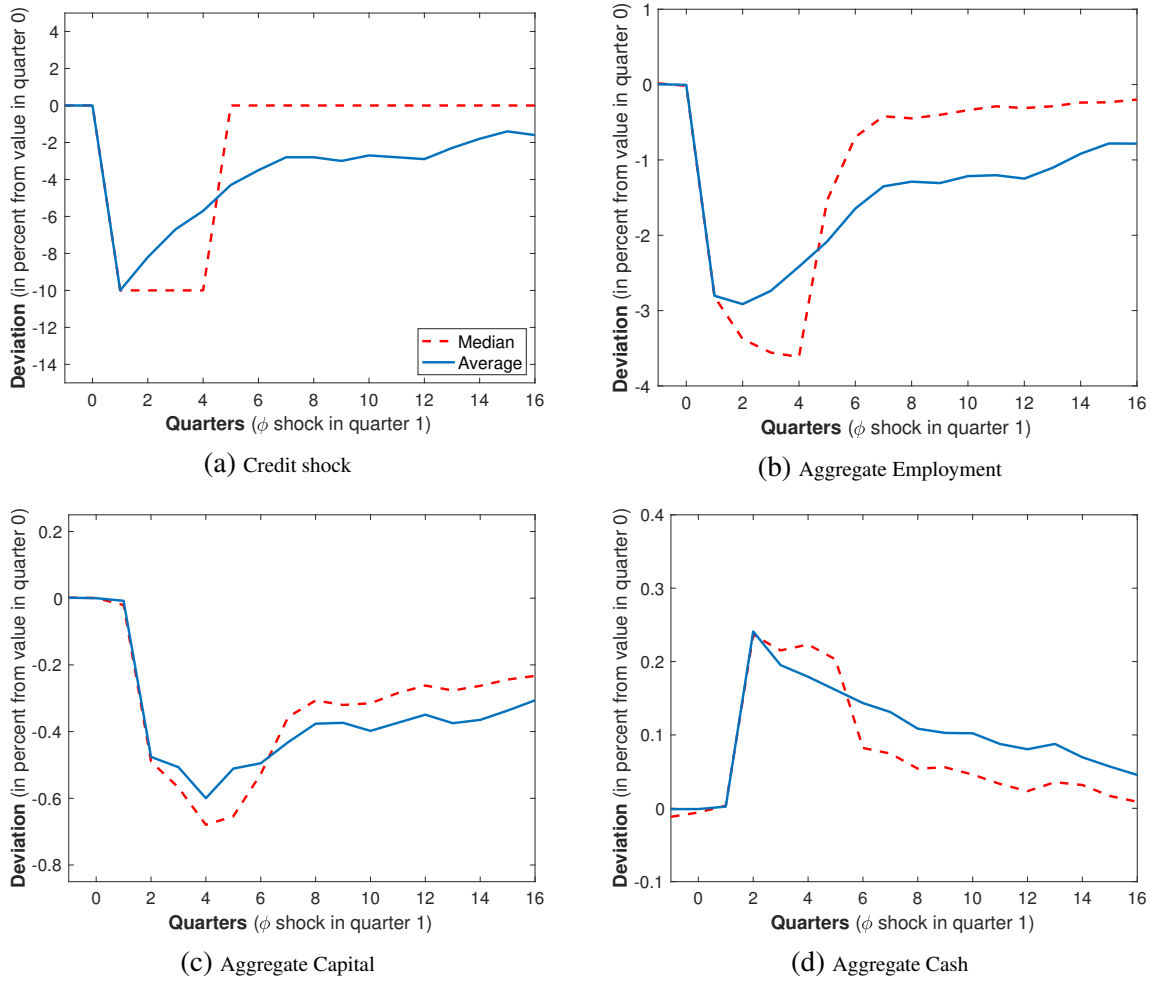 4
2
0
-2
-4
-6
-8
-10
-12
-14
Deviation (in percent from value in quarter 0)
Median
Average
0 2 4 6 8 10 12 14 16
Quarters (ϕ shock in quarter 1)
(a) Credit shock
1
0
-1
-2
-3
-4
Deviation (in percent from value in quarter 0)
0 2 4 6 8 10 12 14 16
Quarters (ϕ shock in quarter 1)
(b) Aggregate Employment
0.2
0
-0.2
-0.4
-0.6
-0.8
Deviation (in percent from value in quarter 0)
0 2 4 6 8 10 12 14 16
Quarters (ϕ shock in quarter 1)
(c) Aggregate Capital
0.4
0.3
0.2
0.1
0
-0.1
Deviation (in percent from value in quarter 0)
0 2 4 6 8 10 12 14 16
Quarters (ϕ shock in quarter 1)
(d) Aggregate Cash